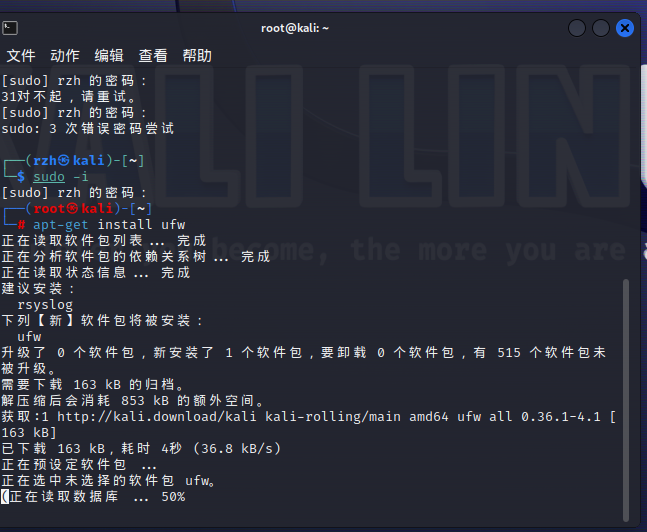 root@kali: ~
文件 动作 编辑 查看 帮助
[sudo] rzh 的密码：
31对不起，请重试。
[sudo] rzh 的密码：
sudo: 3 次错误密码尝试
┌──(rzh㉿kali)-[~]
└─$ sudo -i
[sudo] rzh 的密码：
┌──(root㉿kali)-[~]
└─# apt-get install ufw
正在读取软件包列表... 完成
正在分析软件包的依赖关系树... 完成
正在读取状态信息... 完成
建议安装：
rsyslog
下列【新】软件包将被安装：
ufw
升级了 0 个软件包，新安装了 1 个软件包，要卸载 0 个软件包，有 515 个软件包未
被升级。
需要下载 163 kB 的归档。
解压缩后会消耗 853 kB 的额外空间。
获取:1 http://kali.download/kali kali-rolling/main amd64 ufw all 0.36.1-4.1 [
163 kB]
已下载 163 kB，耗时 4秒 (36.8 kB/s)
正在预设定软件包 ...
正在选中未选择的软件包 ufw。
(正在读取数据库 ... 50%
KALI LIN
become, the more you are a